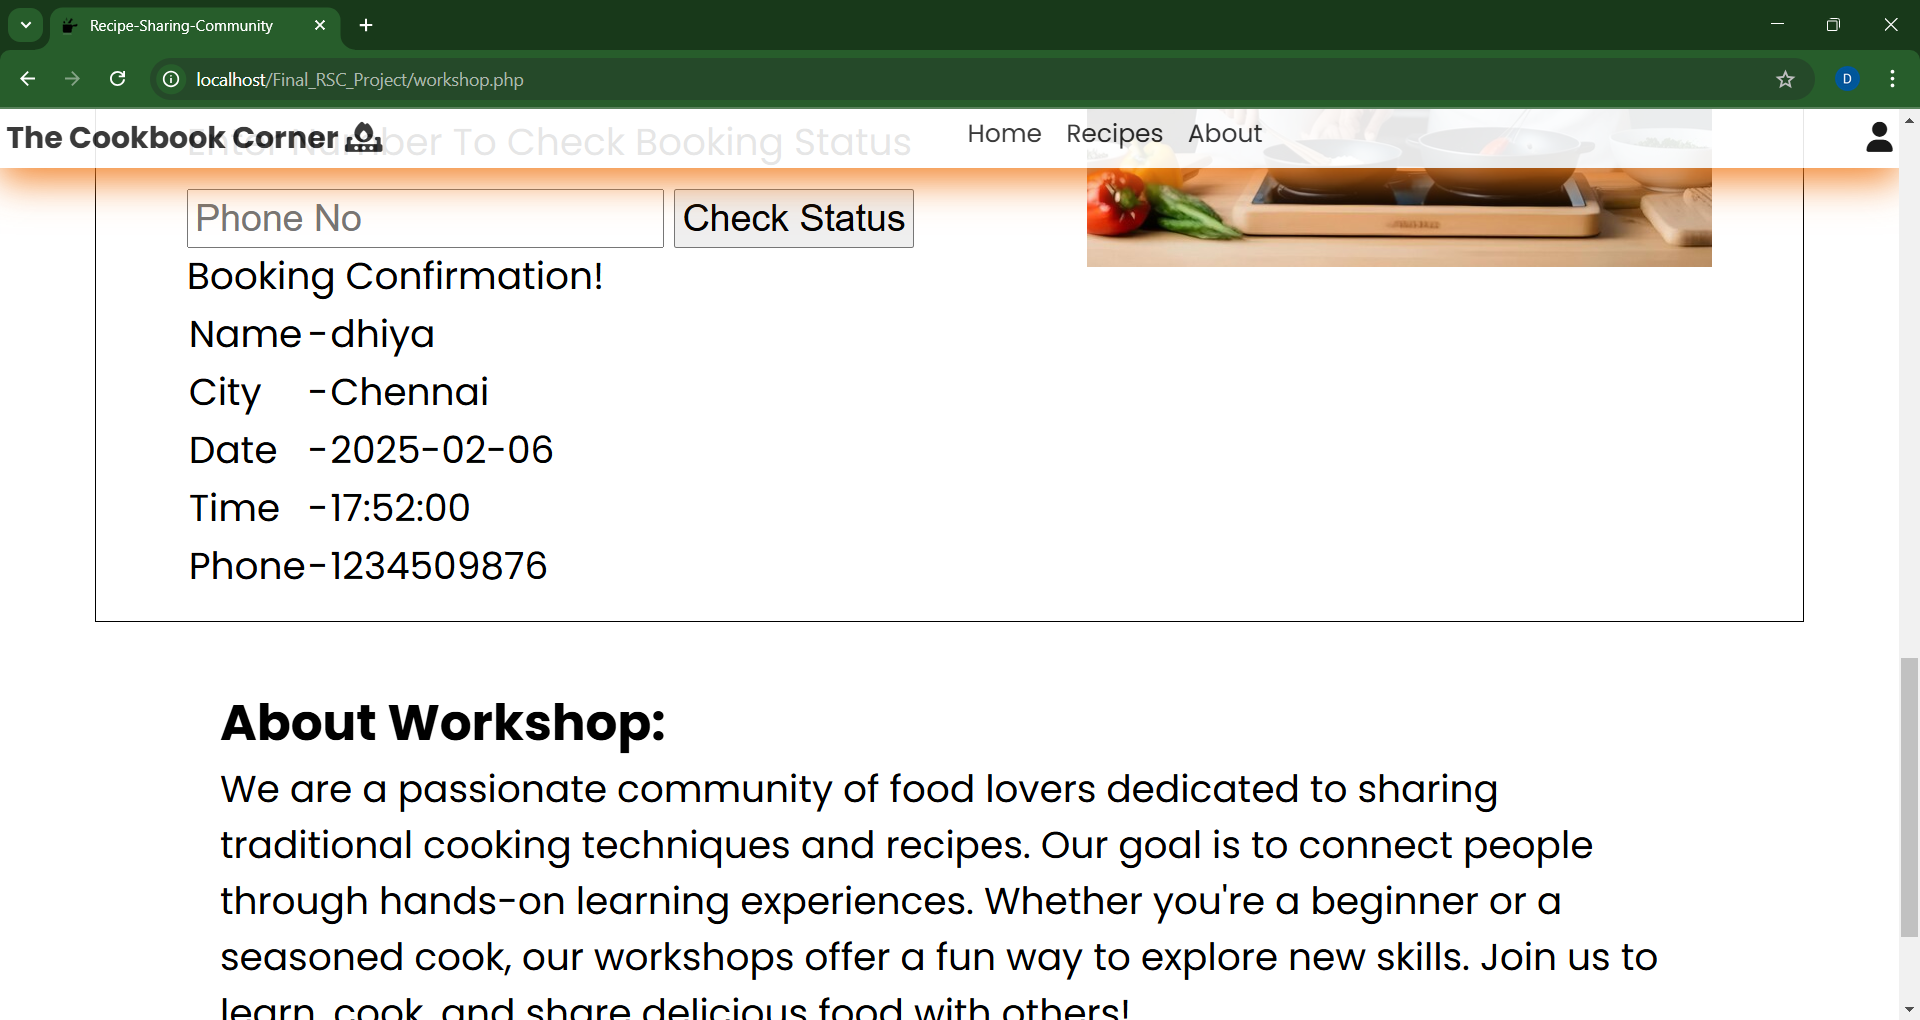 Recipe-Sharing-Community
localhost/Final_RSC_Project/workshop.php
D
The Cookbook Corner
Home Recipes About
Enter Number To Check Booking Status
Phone No
Check Status
Booking Confirmation!
Name -dhiya
City -Chennai
Date -2025-02-06
Time -17:52:00
Phone-1234509876
About Workshop:
We are a passionate community of food lovers dedicated to sharing
traditional cooking techniques and recipes. Our goal is to connect people
through hands-on learning experiences. Whether you're a beginner or a
seasoned cook, our workshops offer a fun way to explore new skills. Join us to
learn, cook, and share delicious food with others!